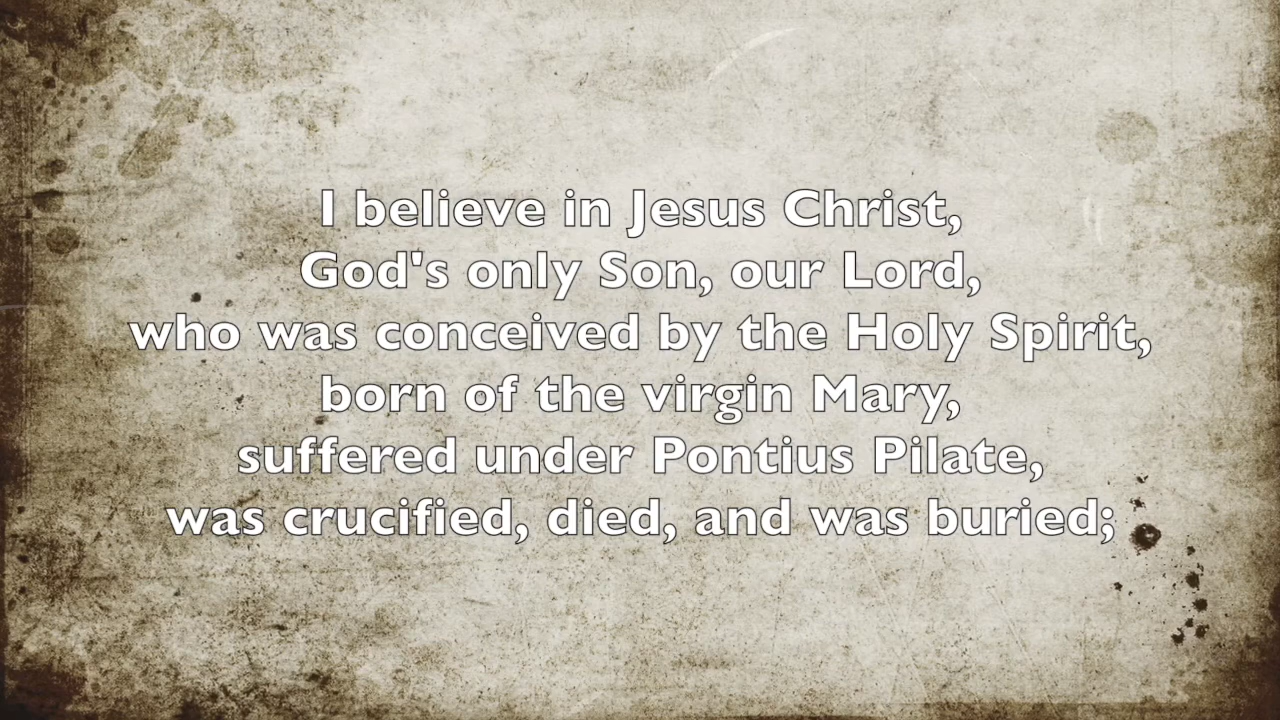 I believe in Jesus Christ,
God's only Son, our Lord,
who was conceived by the Holy Spirit,
born of the virgin Mary,
suffered under Pontius Pilate,
was crucified, died, and was buried;